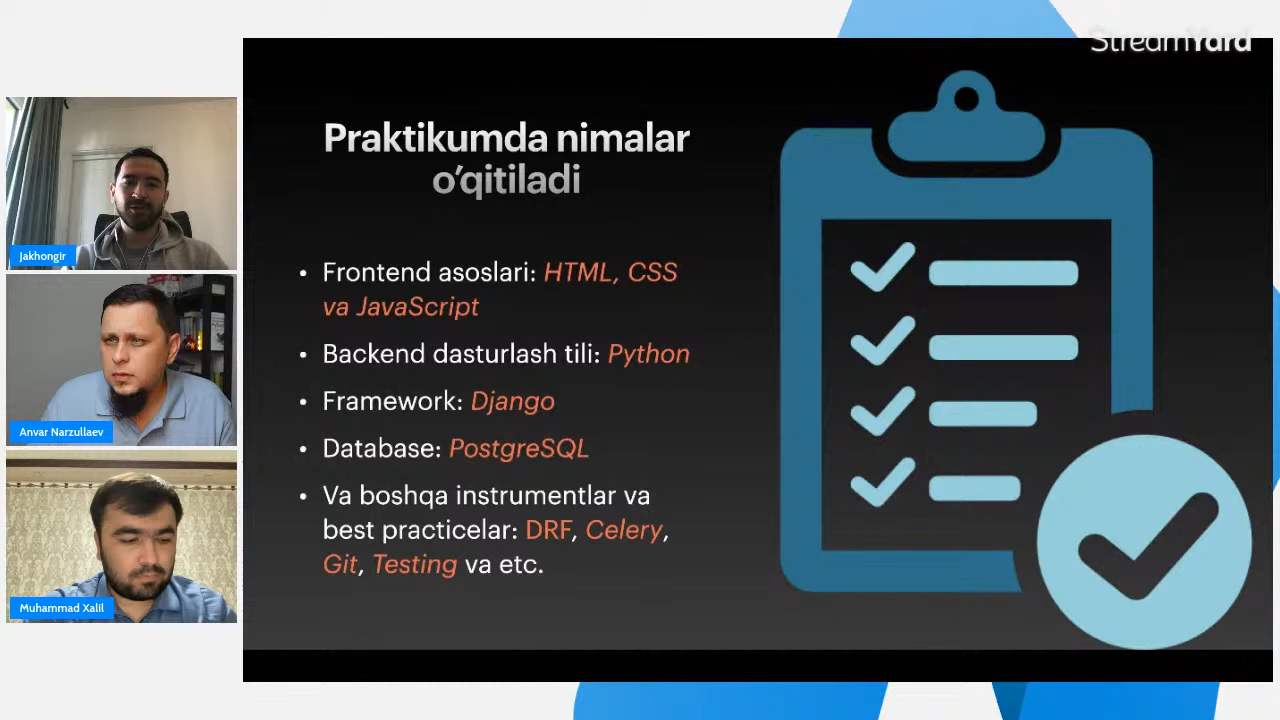 StreamYard
Jakhongir
Anvar Narzullaev
Muhammad Xalil
Praktikumda nimalar
o‘qitiladi
• Frontend asoslari: HTML, CSS
va JavaScript
• Backend dasturlash tili: Python
• Framework: Django
• Database: PostgreSQL
• Va boshqa instrumentlar va
best practicelar: DRF, Celery,
Git, Testing va etc.